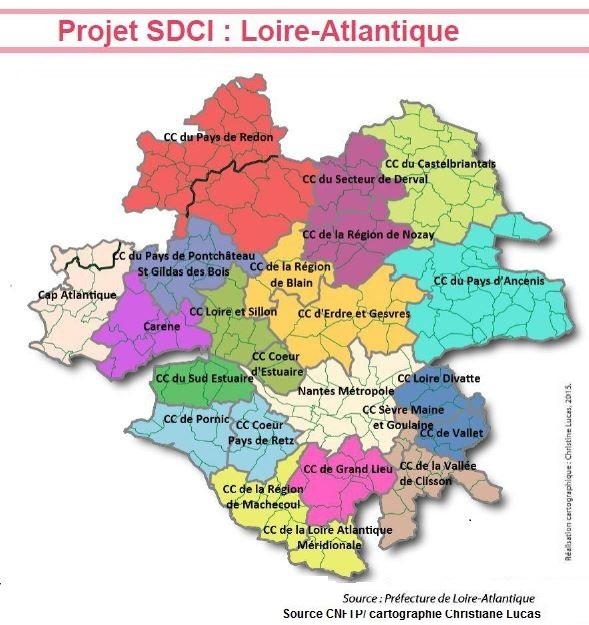 Projet SDCI : Loire-Atlantique
CC du Pays de Redon
CC du Castelbriantais
CC du Secteur de Derval
CC de la Région de Nozay
CC du Pays de Pontchâteau
St Gildas des Bois
CC de la Région
de Blain
CC du Pays d'Ancenis
Cap Atlantique
CC Loire et Sillon
CC d'Erdre et Gesvres
Carene
CC Coeur
d'Estuaire
CC du Sud Estuaire
CC Loire Divatte
Nantes Métropole
CC Sèvre Maine
et Goulaine
CC de Pornic
CC Coeur
Pays de Retz
CC de Vallet
CC de Grand Lieu
CC de la Vallée
de Clisson
CC de la Région
de Machecoul
CC de la Loire Atlantique
Méridionale
Réalisation cartographique : Christine Lucas, 2015.
Source : Préfecture de Loire-Atlantique
Source CNFTP/ cartographie Christiane Lucas